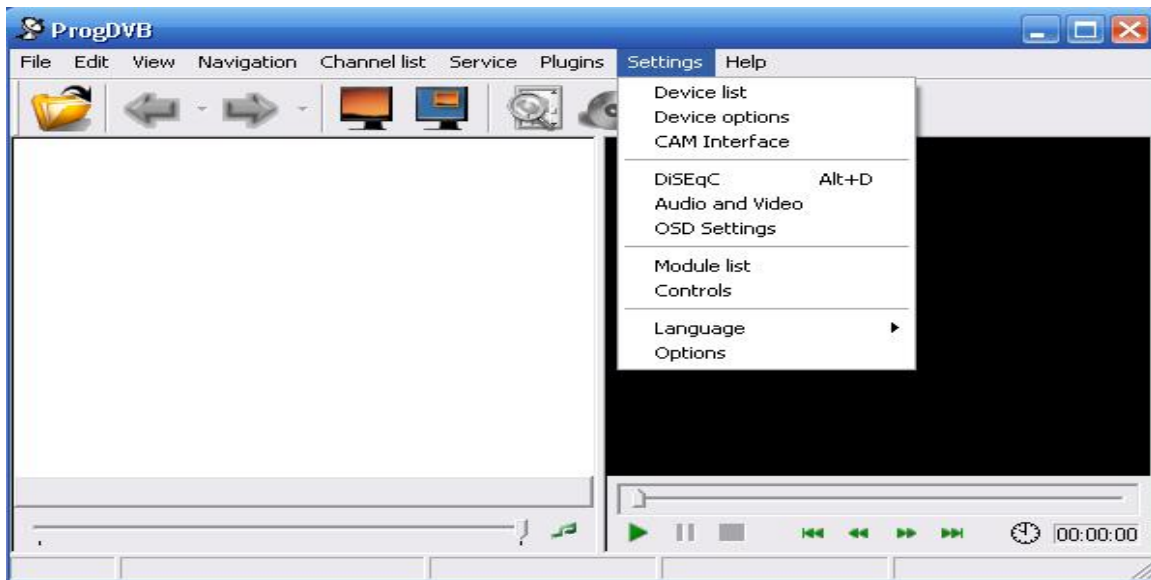 ProgDVB
File Edit View Navigation Channel list Service Plugins Settings Help
Device list
Device options
CAM Interface
DiSEqC Alt+D
Audio and Video
OSD Settings
Module list
Controls
Language
Options
00:00:00